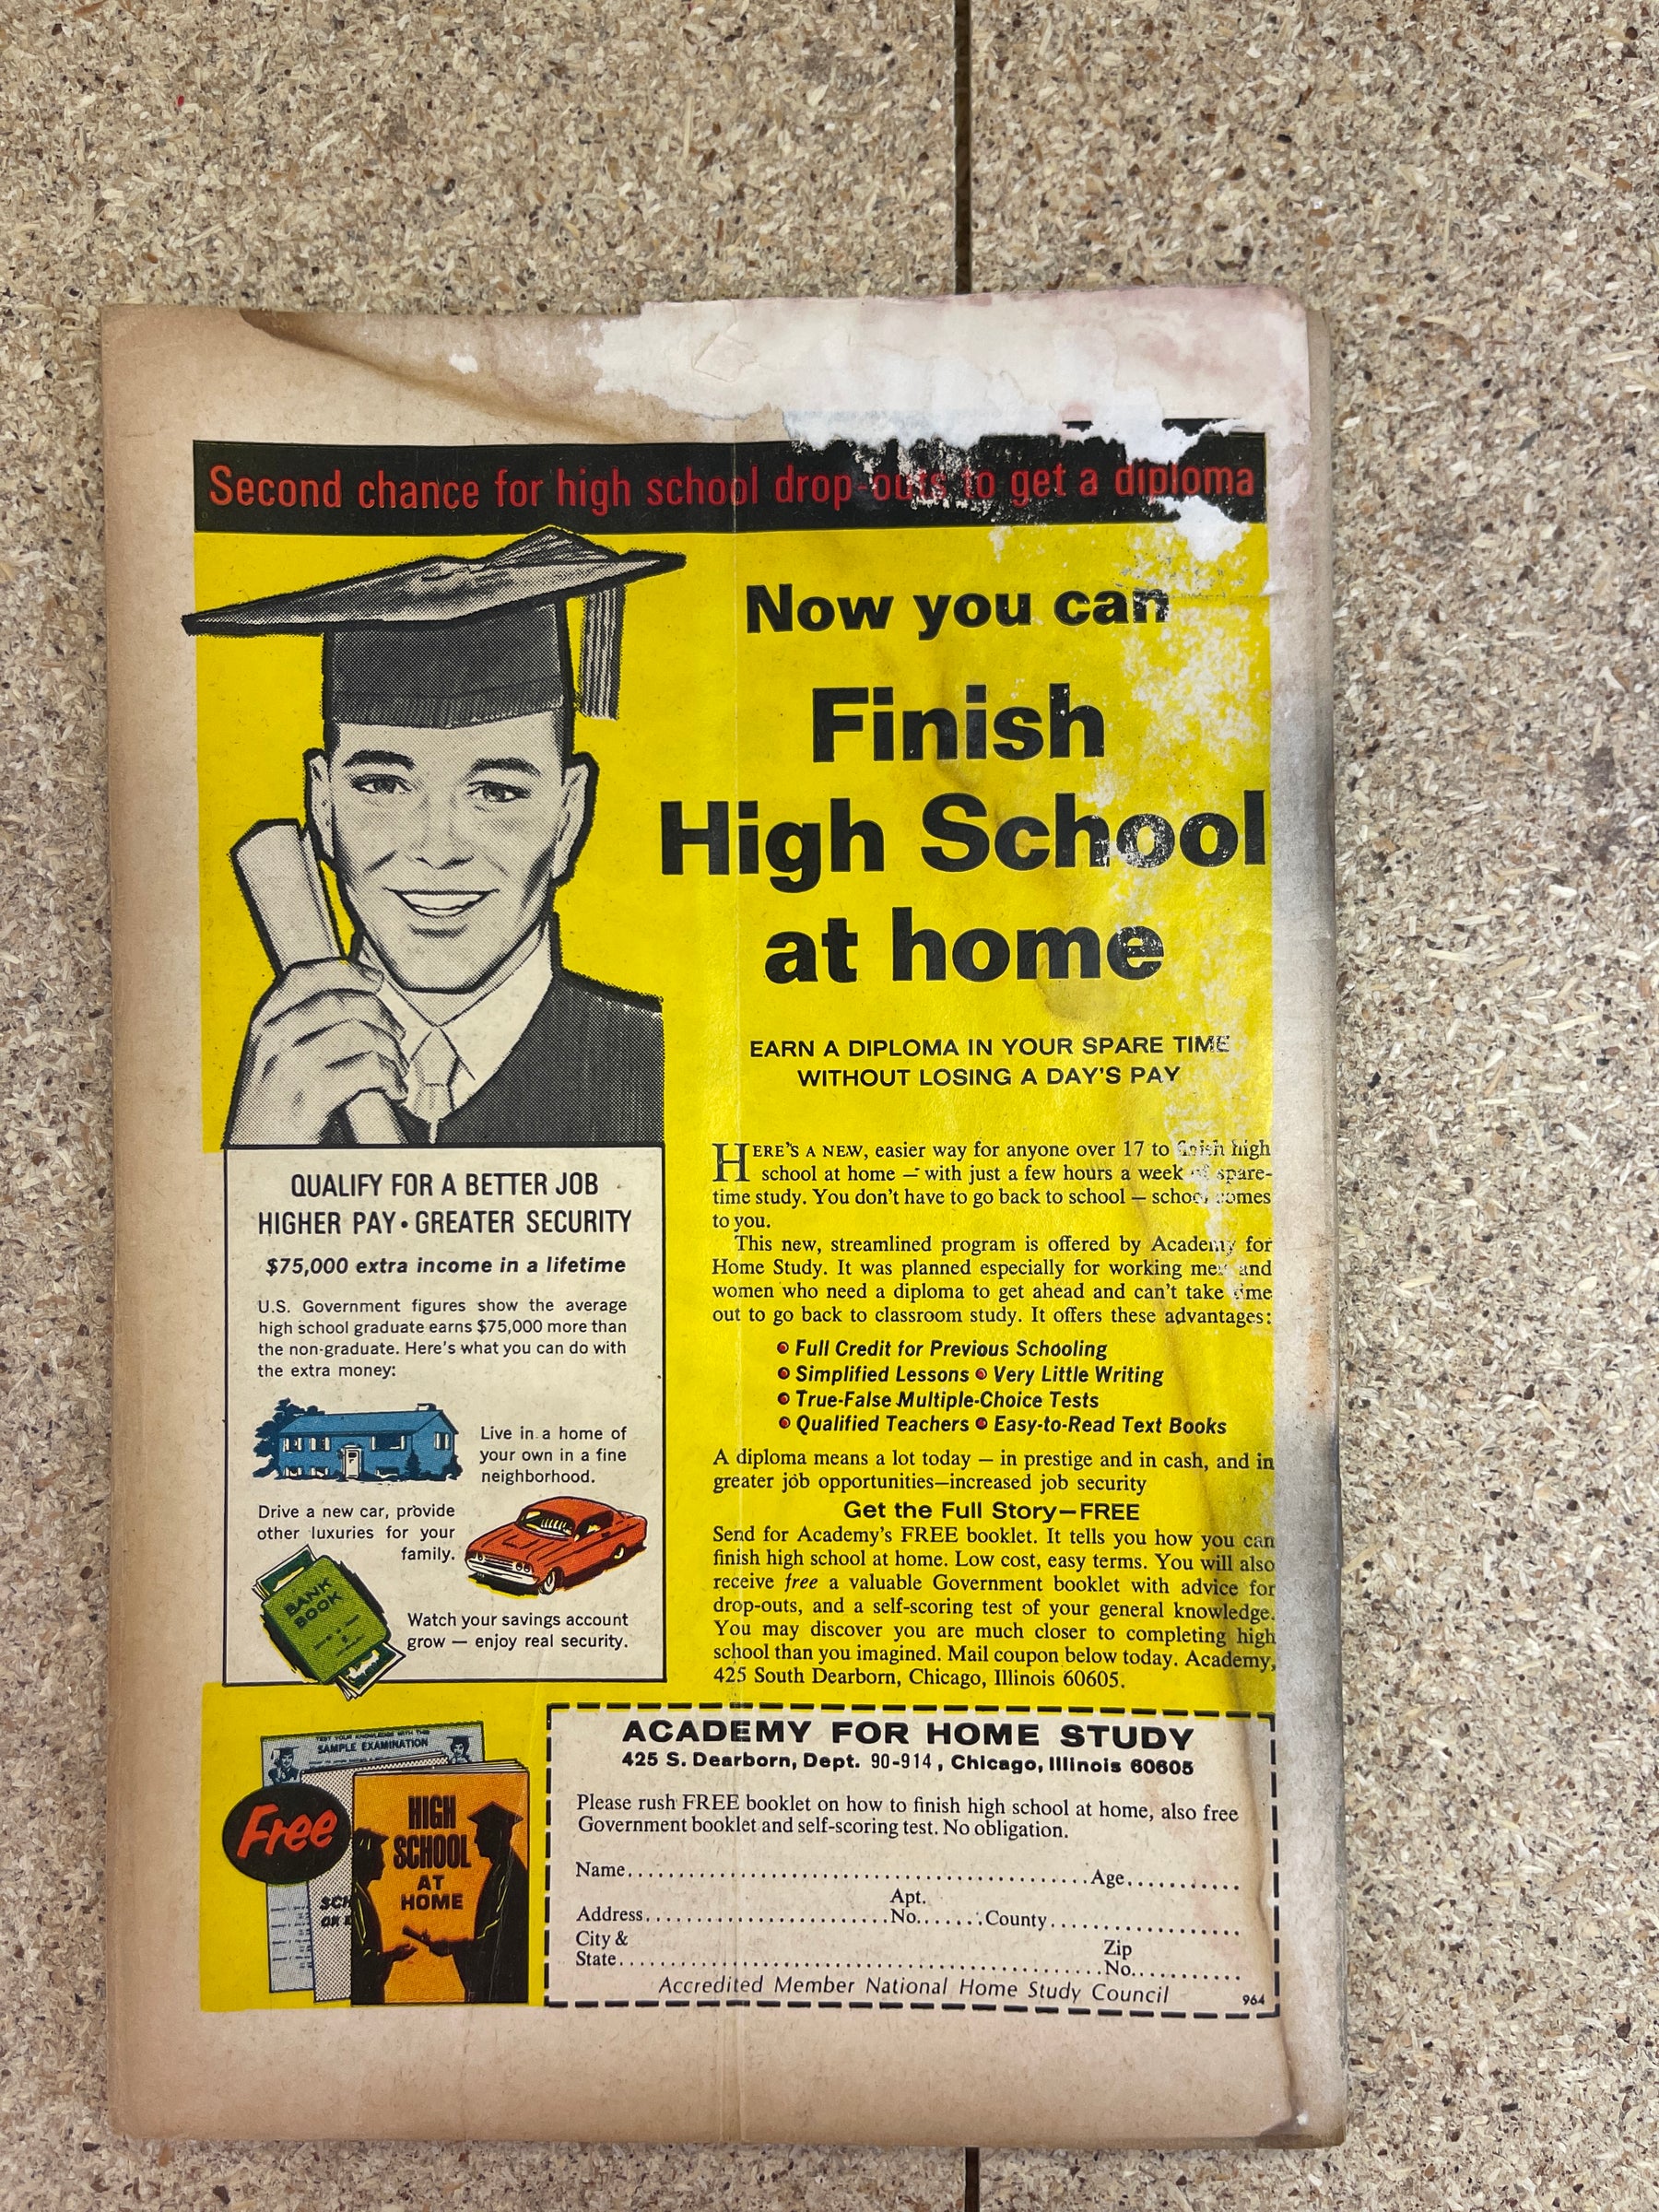 Second chance for high school drop-outs to get a diploma
Now you can
Finish
High School
at home
EARN A DIPLOMA IN YOUR SPARE TIME
WITHOUT LOSING A DAY'S PAY
QUALIFY FOR A BETTER JOB
HIGHER PAY • GREATER SECURITY
$75,000 extra income in a lifetime
U.S. Government figures show the average
high school graduate earns $75,000 more than
the non-graduate. Here's what you can do with
the extra money:
Live in a home of
your own in a fine
neighborhood.
Drive a new car, provide
other luxuries for your
family.
BANK
BOOK
Watch your savings account
grow — enjoy real security.
HERE'S A NEW, easier way for anyone over 17 to finish high
school at home — with just a few hours a week of spare-
time study. You don't have to go back to school — school comes
to you.
This new, streamlined program is offered by Academy for
Home Study. It was planned especially for working men and
women who need a diploma to get ahead and can't take time
out to go back to classroom study. It offers these advantages:
• Full Credit for Previous Schooling
• Simplified Lessons • Very Little Writing
• True-False Multiple-Choice Tests
• Qualified Teachers • Easy-to-Read Text Books
A diploma means a lot today — in prestige and in cash, and in
greater job opportunities—increased job security
Get the Full Story—FREE
Send for Academy's FREE booklet. It tells you how you can
finish high school at home. Low cost, easy terms. You will also
receive free a valuable Government booklet with advice for
drop-outs, and a self-scoring test of your general knowledge.
You may discover you are much closer to completing high
school than you imagined. Mail coupon below today. Academy,
425 South Dearborn, Chicago, Illinois 60605.
TEST YOUR KNOWLEDGE WITH THIS
SAMPLE EXAMINATION
Free
SCH
OR
HIGH
SCHOOL
AT
HOME
ACADEMY FOR HOME STUDY
425 S. Dearborn, Dept. 90-914, Chicago, Illinois 60605
Please rush FREE booklet on how to finish high school at home, also free
Government booklet and self-scoring test. No obligation.
Name Age
Apt.
Address No. County
City & Zip
State No.
Accredited Member National Home Study Council 964